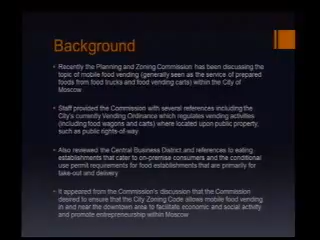 Background
• Recently the Planning and Zoning Commission has been discussing the
topic of mobile food vending (generally seen as the service of prepared
foods from food trucks and food vending carts) within the City of
Moscow
• Staff provided the Commission with several references including the
City's currently Vending Ordinance which regulates vending activities
(including food wagons and carts) where located upon public property,
such as public rights-of-way
• Also reviewed the Central Business District and references to eating
establishments that cater to on-premise consumers and the conditional
use permit requirements for food establishments that are primarily for
take-out and delivery
• It appeared from the Commission's discussion that the Commission
desired to ensure that the City Zoning Code allows mobile food vending
in and near the downtown area to facilitate economic and social activity
and promote entrepreneurship within Moscow